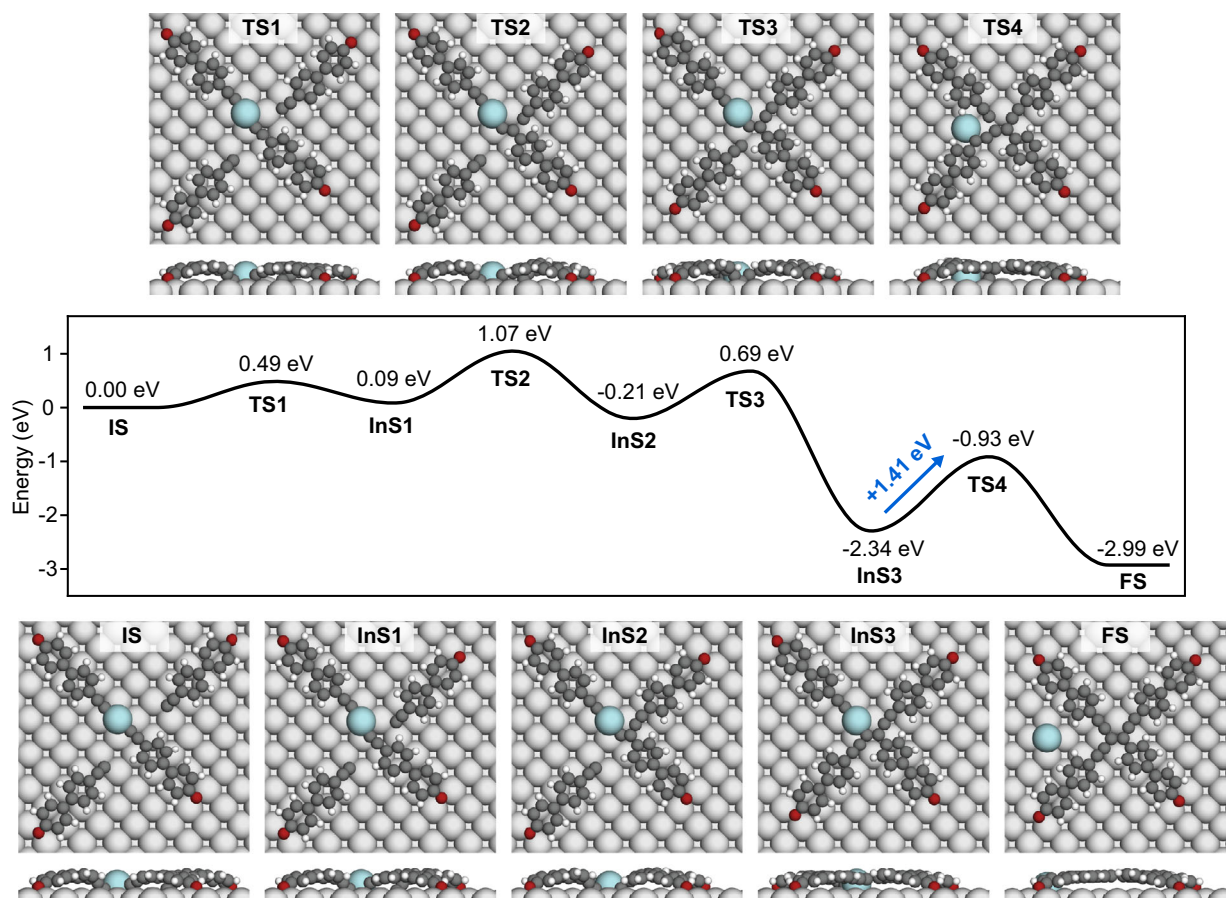 TS1 TS2 TS3 TS4
1.07 eV
0.49 eV 0.69 eV
1
0.00 eV 0.09 eV TS2 -0.21 eV
0 TS1 TS3
IS InS1 InS2 -0.93 eV
Energy (eV)
-1
+1.41 eV TS4
-2
-2.34 eV -2.99 eV
-3 InS3 FS
IS InS1 InS2 InS3 FS